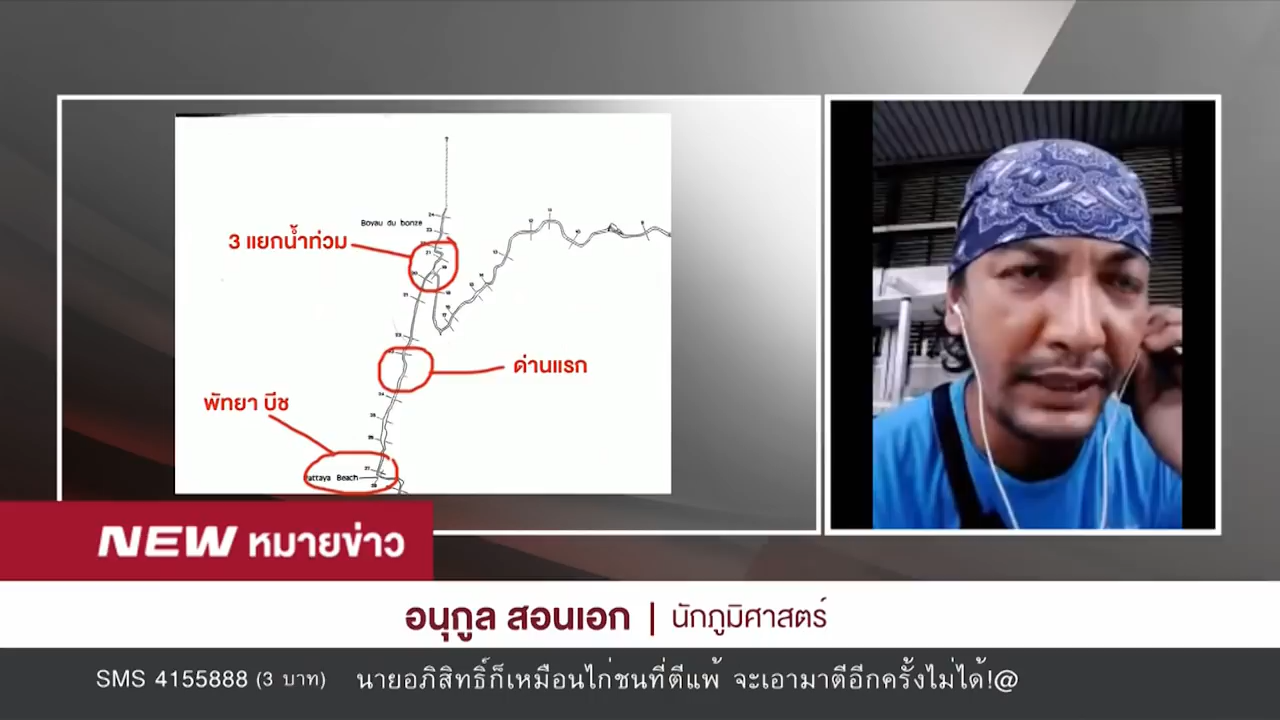 Boyau du bonze
3 แยกน้ำท่วม
ด่านแรก
พัทยา บีช
Pattaya Beach
NEW หมายข่าว
อนุกูล สอนเอก | นักภูมิศาสตร์
SMS 4155888 (3 บาท) นายอภิสิทธิ์ก็เหมือนไก่ชนที่ตีแพ้ จะเอามาตีอีกครั้งไม่ได้!@